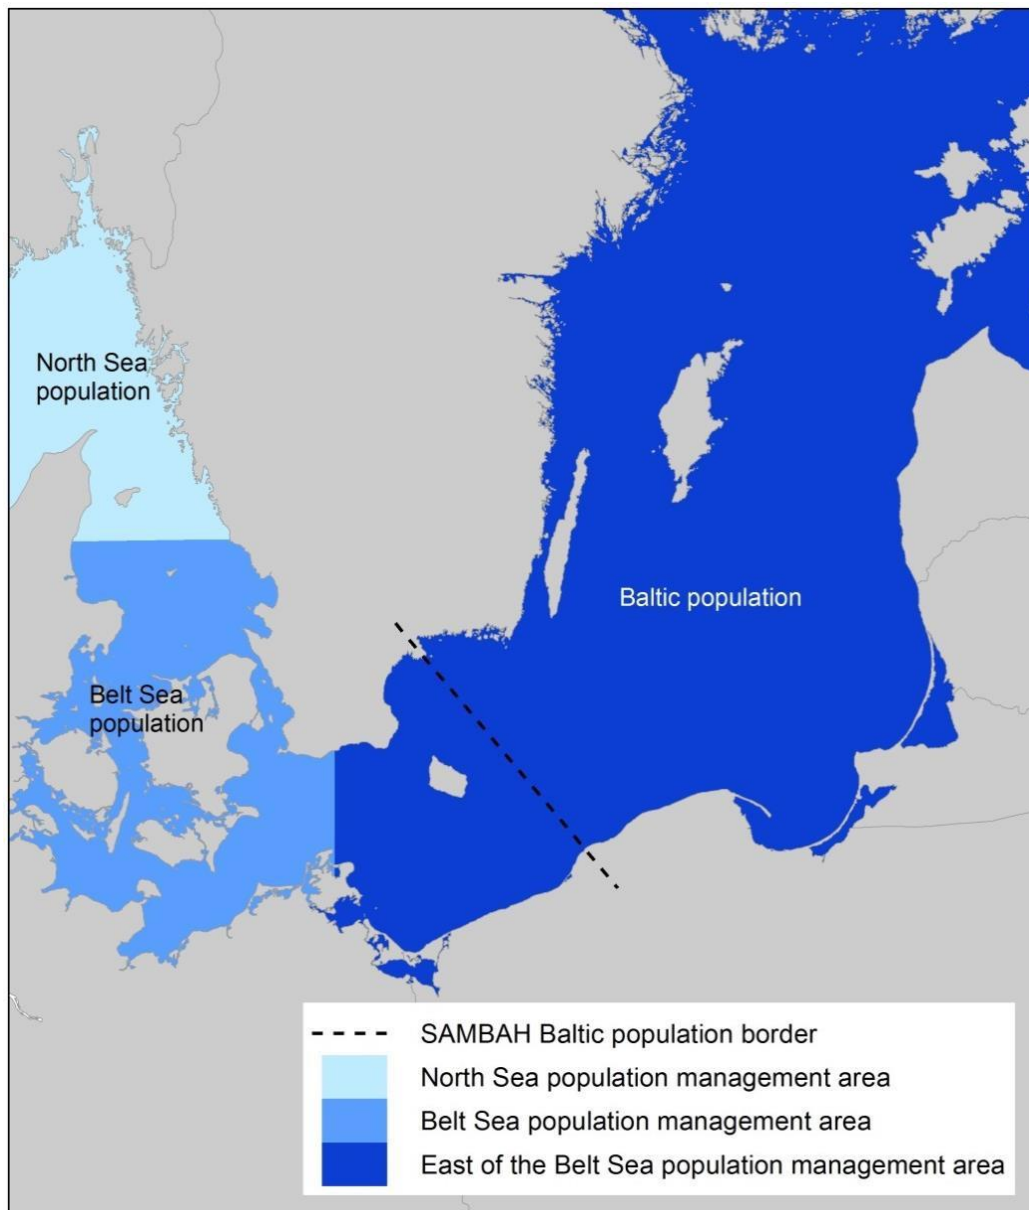 North Sea
population
Baltic population
Belt Sea
population
SAMBAH Baltic population border
North Sea population management area
Belt Sea population management area
East of the Belt Sea population management area